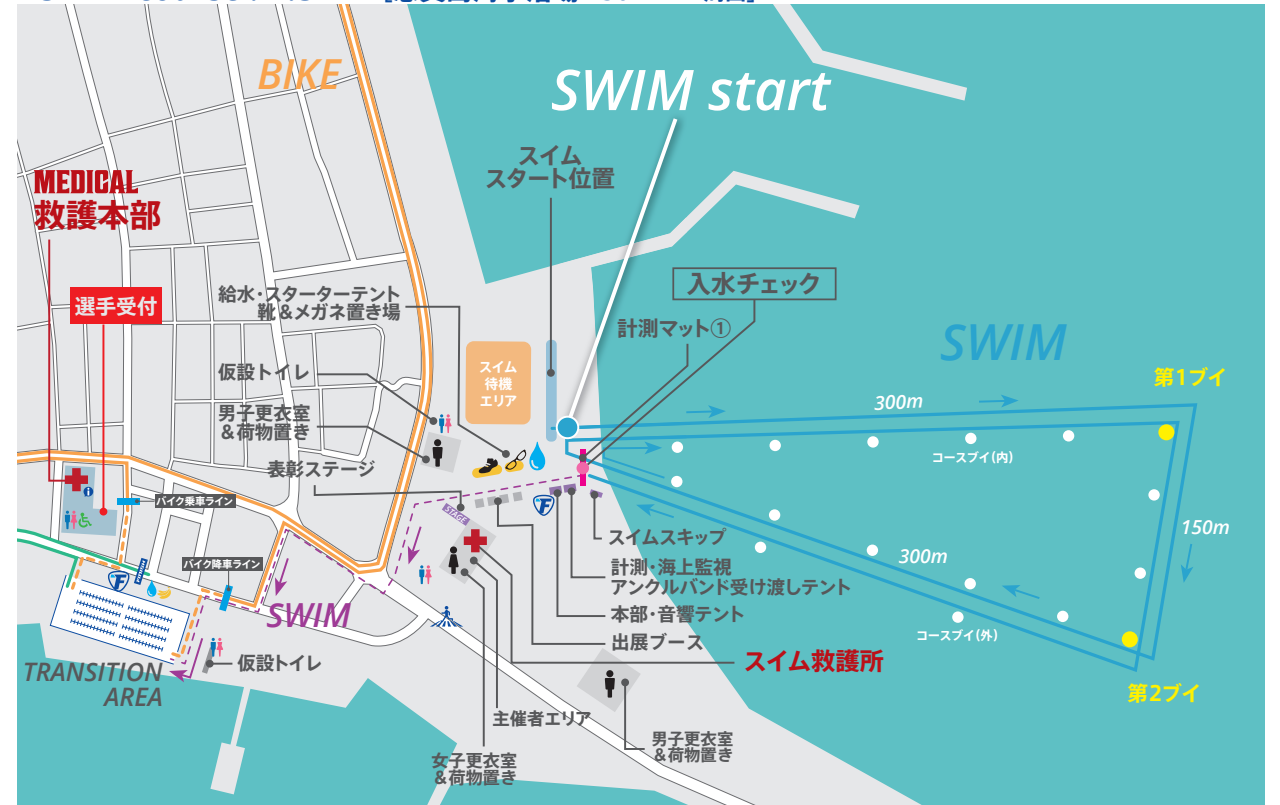 BIKE
SWIM start
スイム
スタート位置
MEDICAL
救護本部
選手受付
給水・スターターテント
靴＆メガネ置き場
入水チェック
計測マット①
スイム
待機
エリア
SWIM
第1ブイ
仮設トイレ
300m
男子更衣室
＆荷物置き
コースブイ(内)
表彰ステージ
バイク乗車ライン
STAGE
F
150m
スイムスキップ
300m
バイク降車ライン
計測・海上監視
アンクルバンド受け渡しテント
F
SWIM
本部・音響テント
コースブイ(外)
出展ブース
仮設トイレ
スイム救護所
TRANSITION
AREA
第2ブイ
主催者エリア
男子更衣室
＆荷物置き
女子更衣室
＆荷物置き